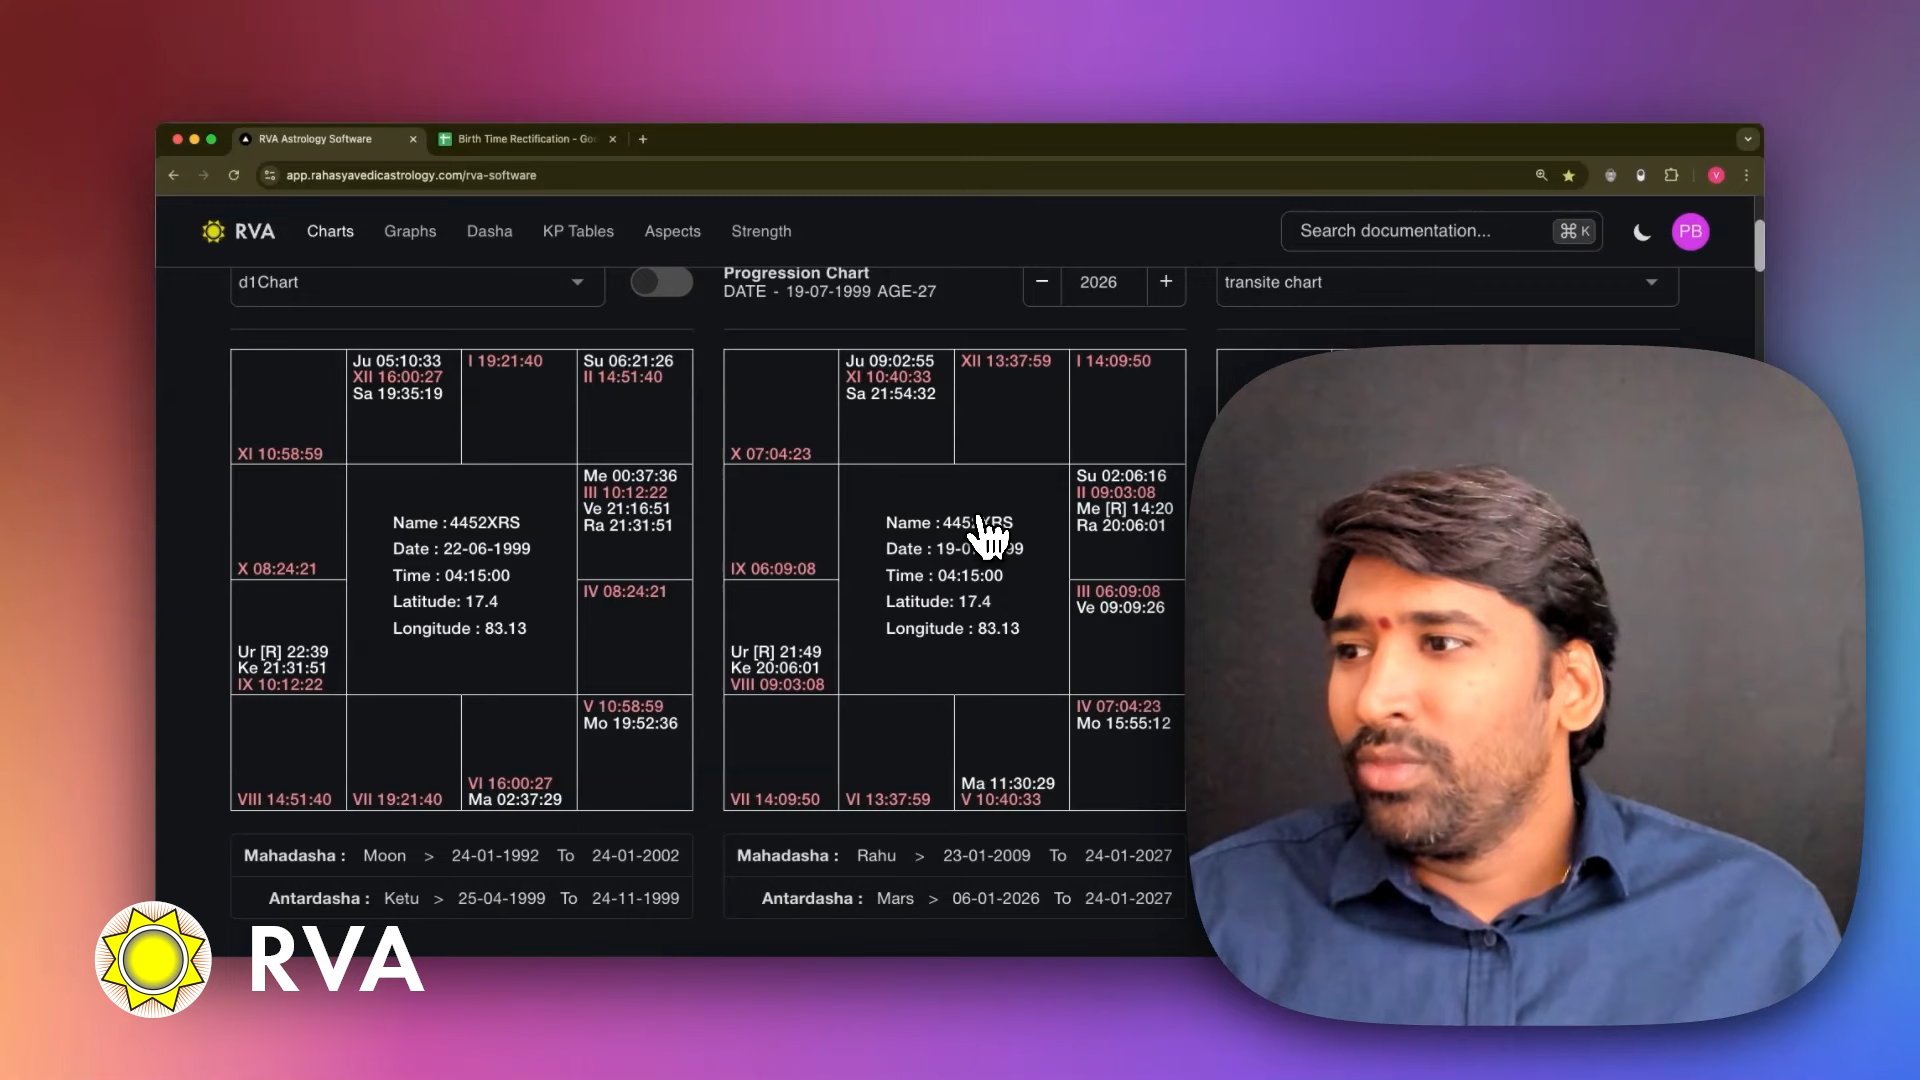 RVA Astrology Software
Birth Time Rectification - Go
app.rahasyavedicastrology.com/rva-software
V
RVA
Charts
Graphs
Dasha
KP Tables
Aspects
Strength
Search documentation...
⌘ K
PB
d1Chart
Progression Chart
DATE - 19-07-1999 AGE-27
− 2026 +
transite chart
Ju 05:10:33
XII 16:00:27
Sa 19:35:19
I 19:21:40
Su 06:21:26
II 14:51:40
XI 10:58:59
Me 00:37:36
III 10:12:22
Ve 21:16:51
Ra 21:31:51
X 08:24:21
Name : 4452XRS
Date : 22-06-1999
Time : 04:15:00
Latitude: 17.4
Longitude : 83.13
IV 08:24:21
Ur [R] 22:39
Ke 21:31:51
IX 10:12:22
V 10:58:59
Mo 19:52:36
VIII 14:51:40
VII 19:21:40
VI 16:00:27
Ma 02:37:29
Mahadasha : Moon > 24-01-1992 To 24-01-2002
Antardasha : Ketu > 25-04-1999 To 24-11-1999
Ju 09:02:55
XI 10:40:33
Sa 21:54:32
XII 13:37:59
I 14:09:50
X 07:04:23
Su 02:06:16
II 09:03:08
Me [R] 14:20
Ra 20:06:01
IX 06:09:08
Name : 4452XRS
Date : 19-07-1999
Time : 04:15:00
Latitude: 17.4
Longitude : 83.13
III 06:09:08
Ve 09:09:26
Ur [R] 21:49
Ke 20:06:01
VIII 09:03:08
IV 07:04:23
Mo 15:55:12
VII 14:09:50
VI 13:37:59
Ma 11:30:29
V 10:40:33
Mahadasha : Rahu > 23-01-2009 To 24-01-2027
Antardasha : Mars > 06-01-2026 To 24-01-2027
RVA